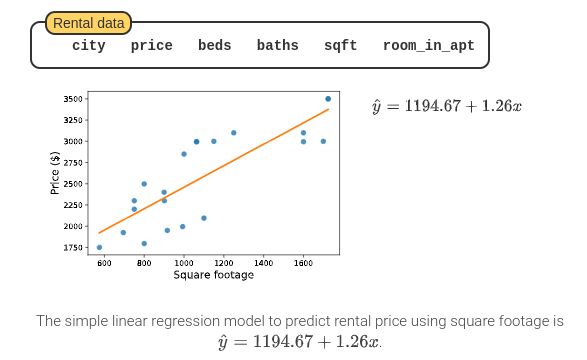 Rental data
city price beds baths sqft room_in_apt
3500
3250
3000
2750
2500
2250
2000
1750
Price ($)
600 800 1000 1200 1400 1600
Square footage
ŷ = 1194.67 + 1.26x
The simple linear regression model to predict rental price using square footage is
ŷ = 1194.67 + 1.26x.